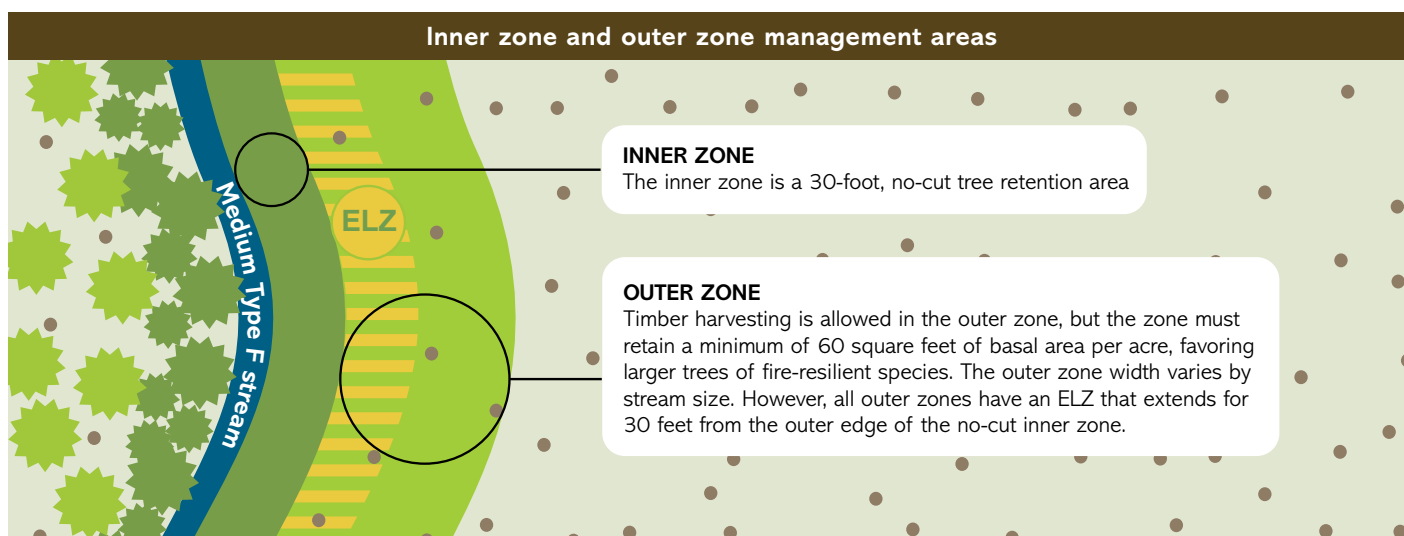 Inner zone and outer zone management areas
INNER ZONE
The inner zone is a 30-foot, no-cut tree retention area
ELZ
Medium Type F stream
OUTER ZONE
Timber harvesting is allowed in the outer zone, but the zone must
retain a minimum of 60 square feet of basal area per acre, favoring
larger trees of fire-resilient species. The outer zone width varies by
stream size. However, all outer zones have an ELZ that extends for
30 feet from the outer edge of the no-cut inner zone.